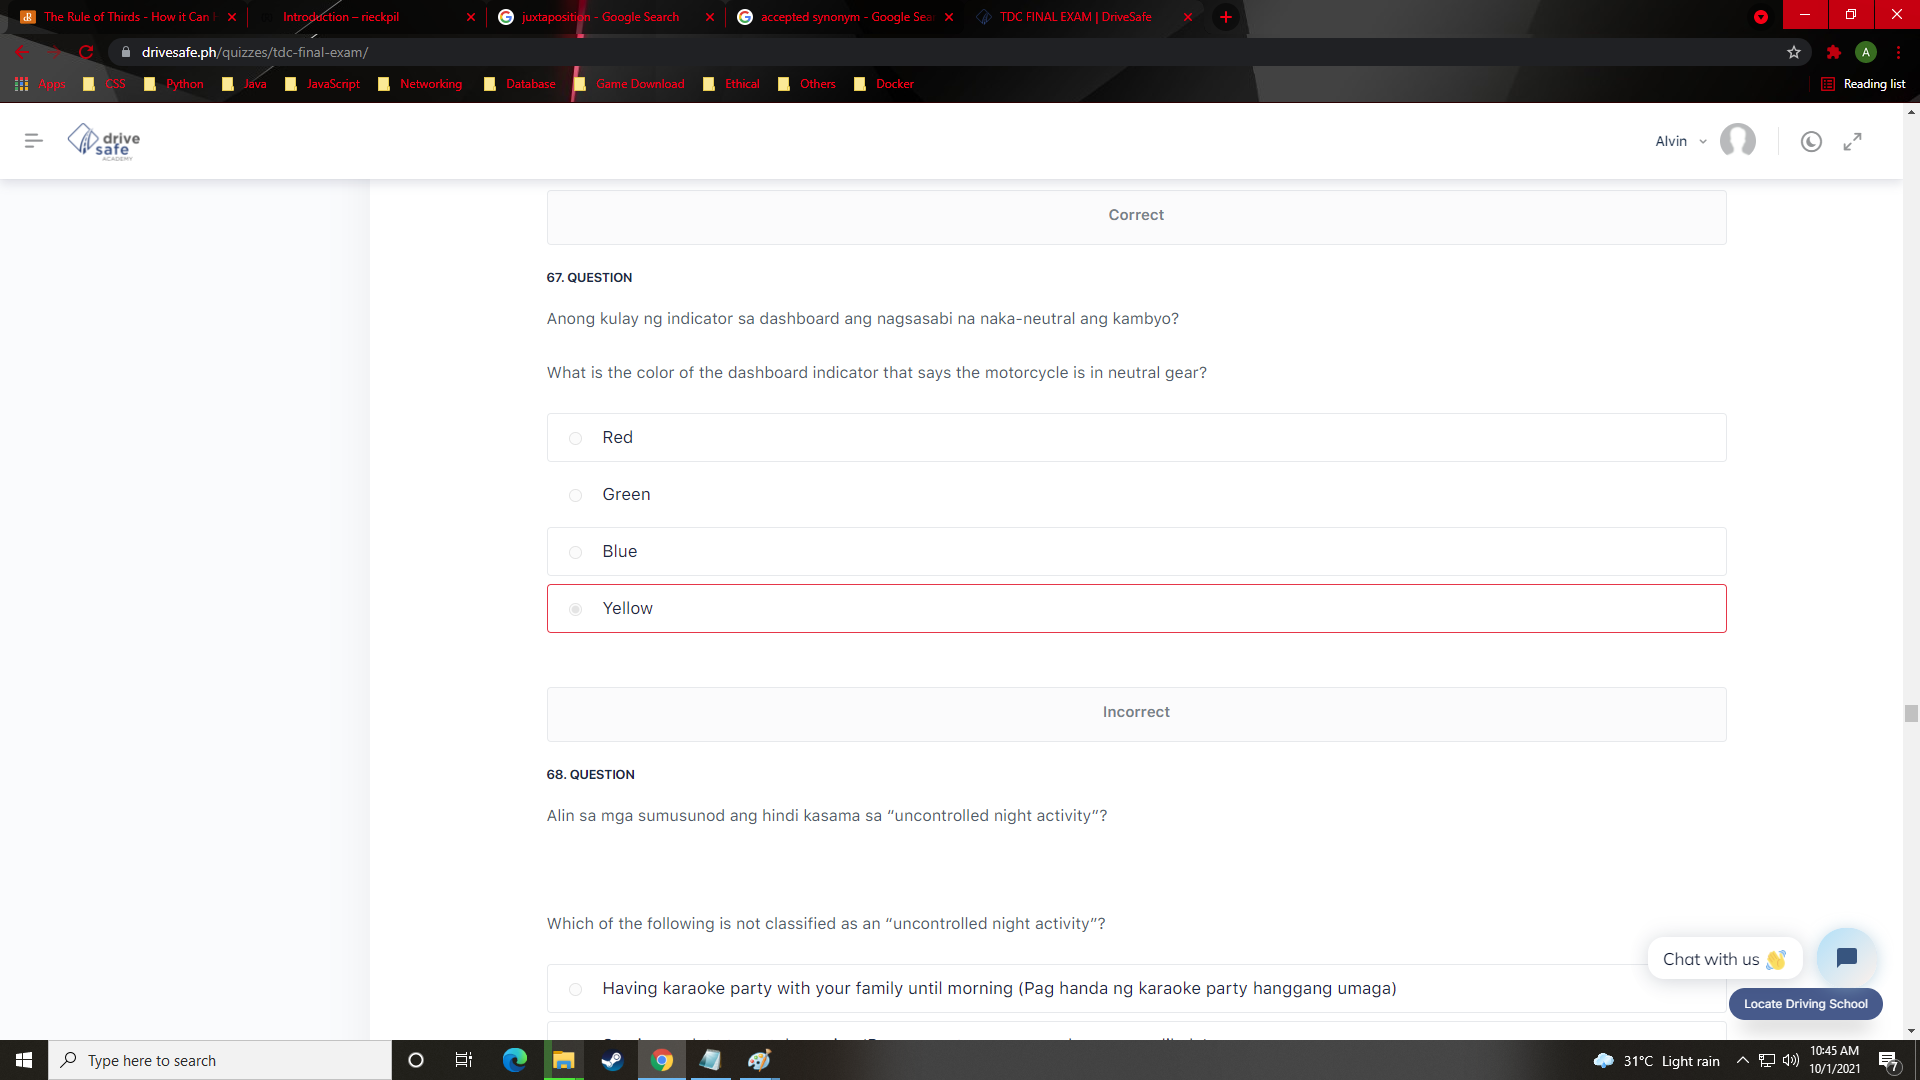 The Rule of Thirds - How it Can H
Introduction – rieckpil
juxtaposition - Google Search
accepted synonym - Google Sear
TDC FINAL EXAM | DriveSafe
drivesafe.ph/quizzes/tdc-final-exam/
A
Apps
CSS
Python
Java
JavaScript
Networking
Database
Game Download
Ethical
Others
Docker
Reading list
drive
safe
ACADEMY
Alvin
Correct
67. QUESTION
Anong kulay ng indicator sa dashboard ang nagsasabi na naka-neutral ang kambyo?
What is the color of the dashboard indicator that says the motorcycle is in neutral gear?
Red
Green
Blue
Yellow
Incorrect
68. QUESTION
Alin sa mga sumusunod ang hindi kasama sa “uncontrolled night activity”?
Which of the following is not classified as an “uncontrolled night activity”?
Having karaoke party with your family until morning (Pag handa ng karaoke party hanggang umaga)
Chat with us
Locate Driving School
Type here to search
31°C Light rain
10:45 AM
10/1/2021
7